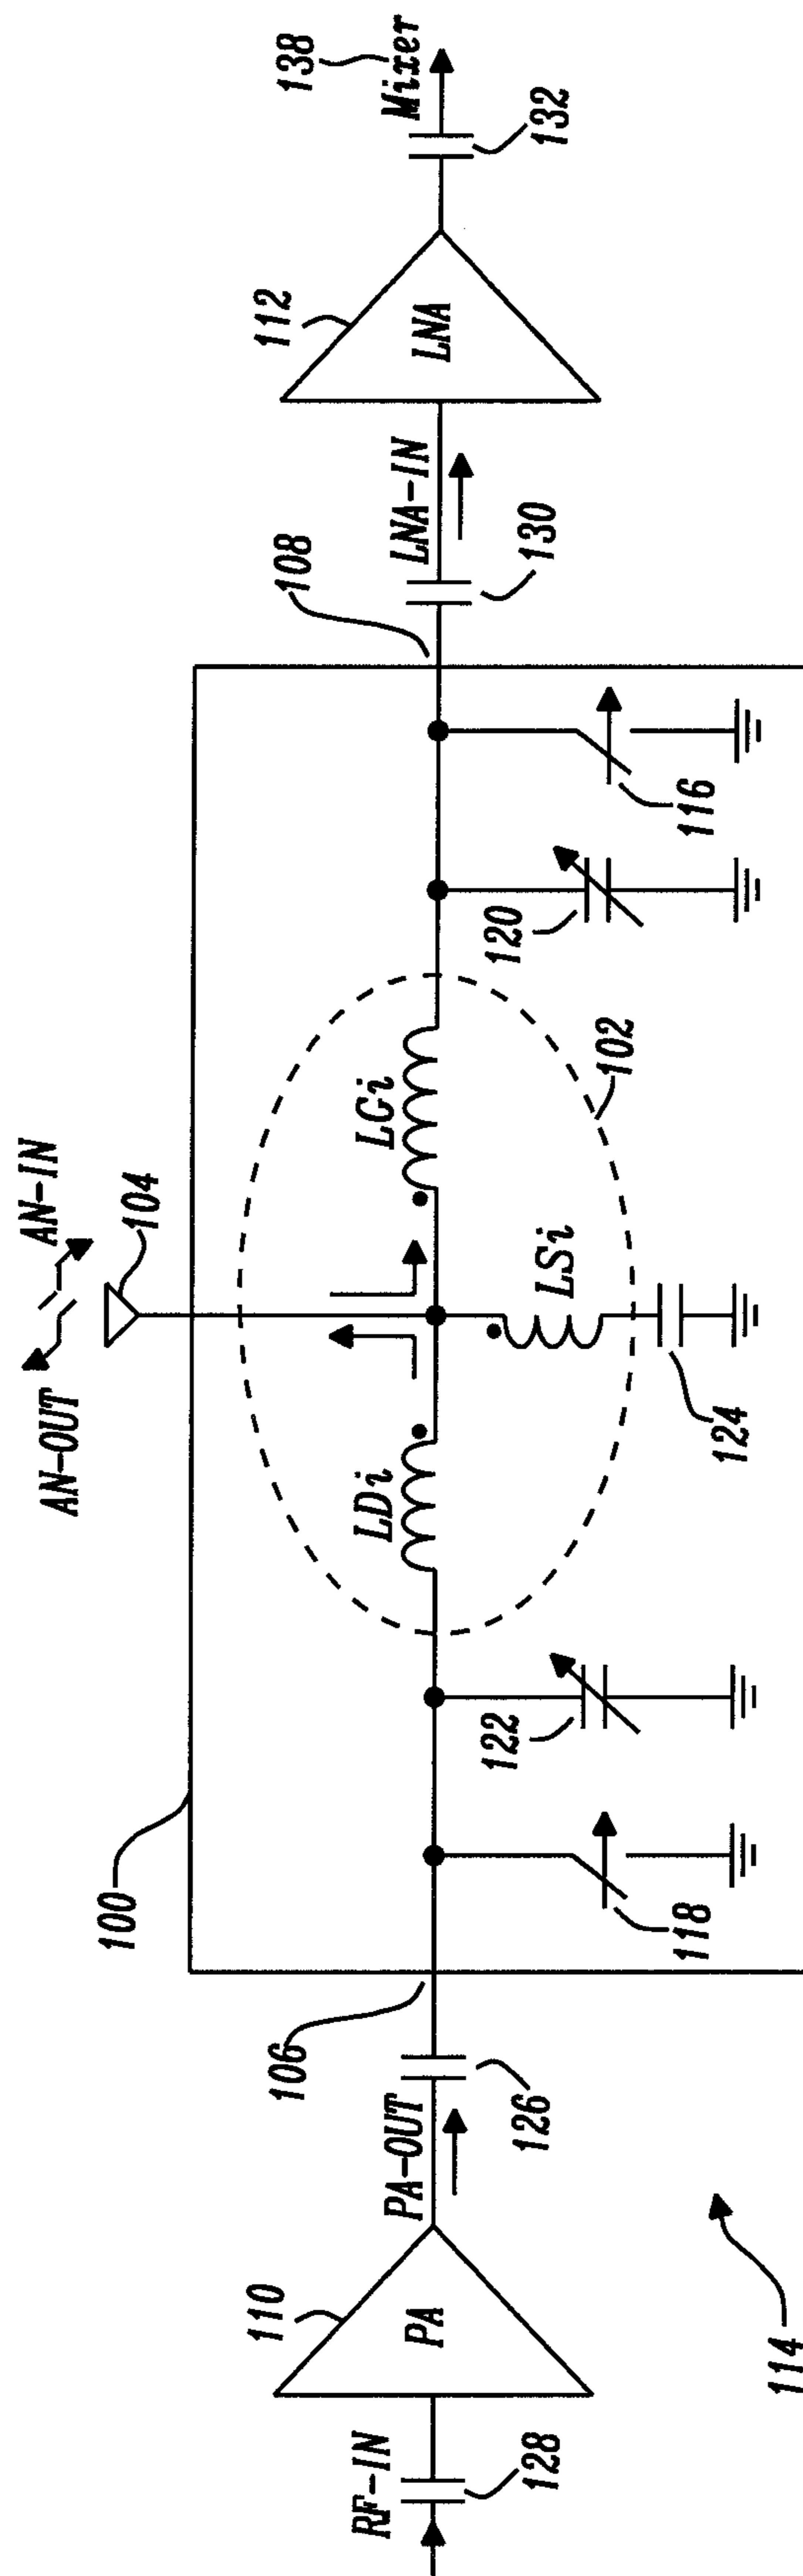 AN-OUT
AN-IN
104
100
110
106
108
112
138
RF-IN
PA
PA-OUT
LDi
LGi
LSi
LNA-IN
LNA
Mixer
128
126
118
122
124
102
120
116
130
132
114